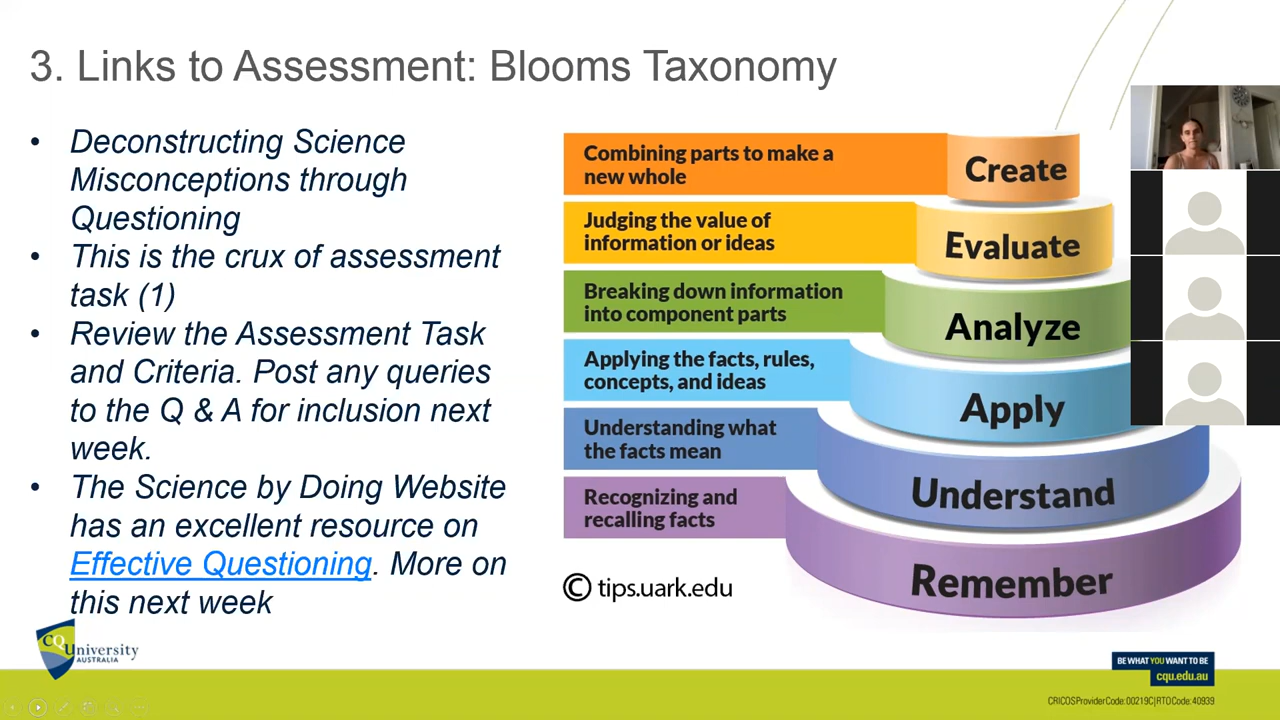 3. Links to Assessment: Blooms Taxonomy
• Deconstructing Science
Misconceptions through
Questioning
• This is the crux of assessment
task (1)
• Review the Assessment Task
and Criteria. Post any queries
to the Q & A for inclusion next
week.
• The Science by Doing Website
has an excellent resource on
Effective Questioning. More on
this next week
Combining parts to make a
new whole
Create
Judging the value of
information or ideas
Evaluate
Breaking down information
into component parts
Analyze
Applying the facts, rules,
concepts, and ideas
Apply
Understanding what
the facts mean
Understand
Recognizing and
recalling facts
Remember
© tips.uark.edu
CQUniversity
AUSTRALIA
BE WHAT YOU WANT TO BE
cqu.edu.au
CRICOS Provider Code: 00219C | RTO Code: 40939